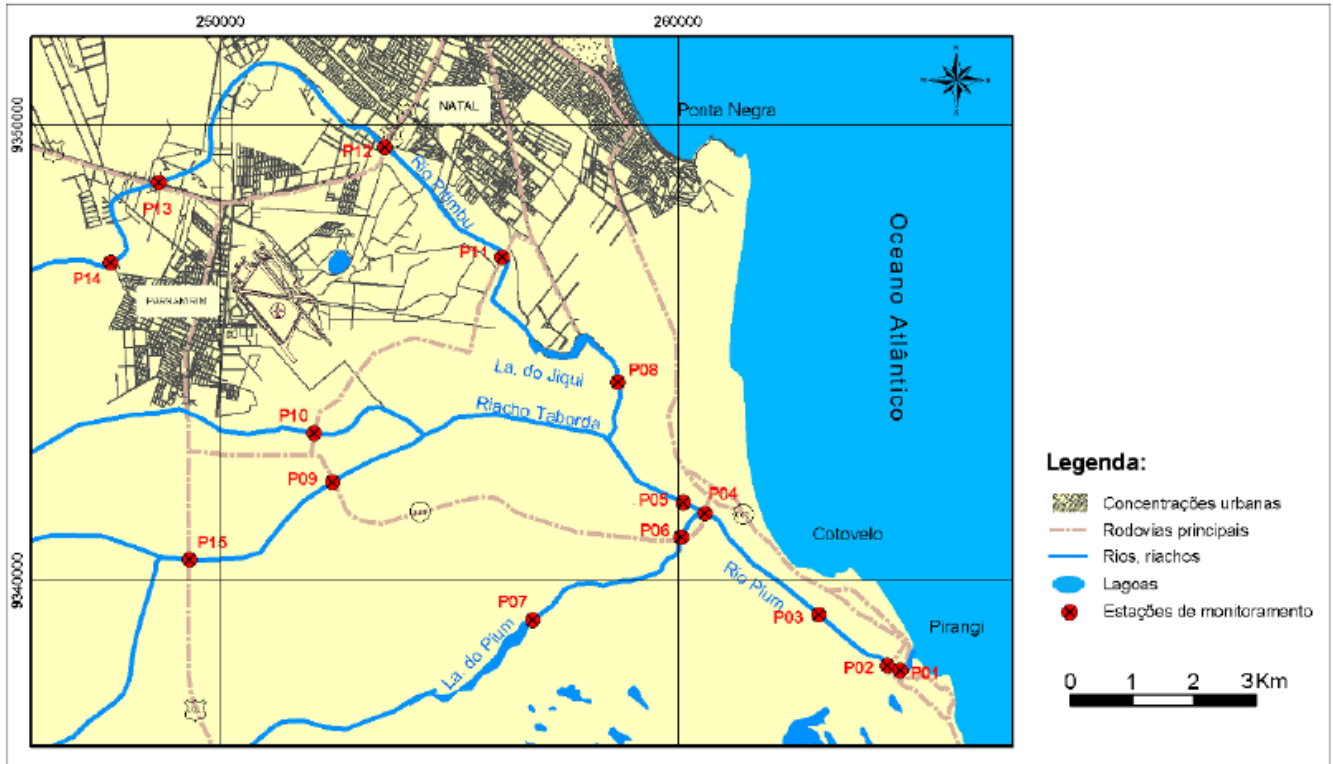 250000
260000
9350000
9340000
NATAL
Ponta Negra
P12
Rio Pitimbu
P13
P11
P14
PARNAMIRIM
Oceano Atlântico
La. do Jiqui
P08
Riacho Taborda
P10
P09
P05
P04
P06
Cotovelo
P15
Rio Pium
P07
P03
La. do Pium
Pirangi
P02
P01
Legenda:
Concentrações urbanas
Rodovias principais
Rios, riachos
Lagoas
Estações de monitoramento
0 1 2 3Km